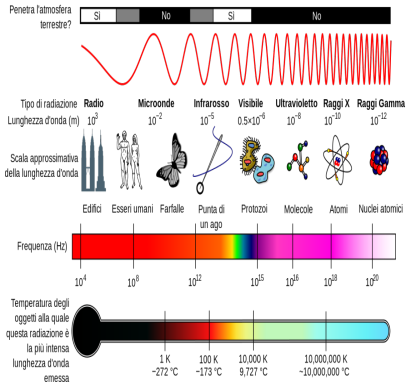 Penetra l'atmosfera
terrestre?
Sì No Sì No
Tipo di radiazione Radio Microonde Infrarosso Visibile Ultravioletto Raggi X Raggi Gamma
Lunghezza d'onda (m) 10³ 10⁻² 10⁻⁵ 0.5×10⁻⁶ 10⁻⁸ 10⁻¹⁰ 10⁻¹²
Scala approssimativa
della lunghezza d'onda
Edifici Esseri umani Farfalle Punta di Protozoi Molecole Atomi Nuclei atomici
un ago
Frequenza (Hz)
10⁴ 10⁸ 10¹² 10¹⁵ 10¹⁶ 10¹⁸ 10²⁰
Temperatura degli
oggetti alla quale
questa radiazione è
la più intensa
lunghezza d'onda
emessa
1 K 100 K 10,000 K 10,000,000 K
−272 °C −173 °C 9,727 °C ~10,000,000 °C